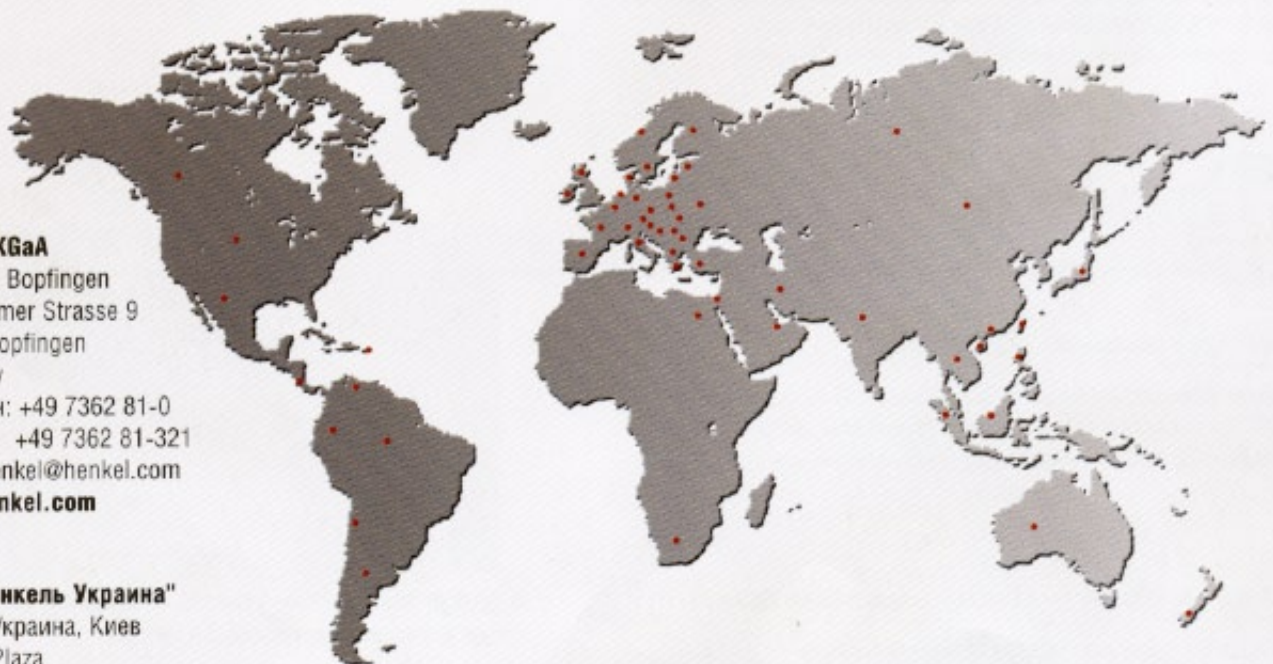 KGaA
Bopfingen
mer Strasse 9
opfingen
н: +49 7362 81-0
+49 7362 81-321
nkel@henkel.com
nkel.com
нкель Украина"
Украина, Киев
Plaza